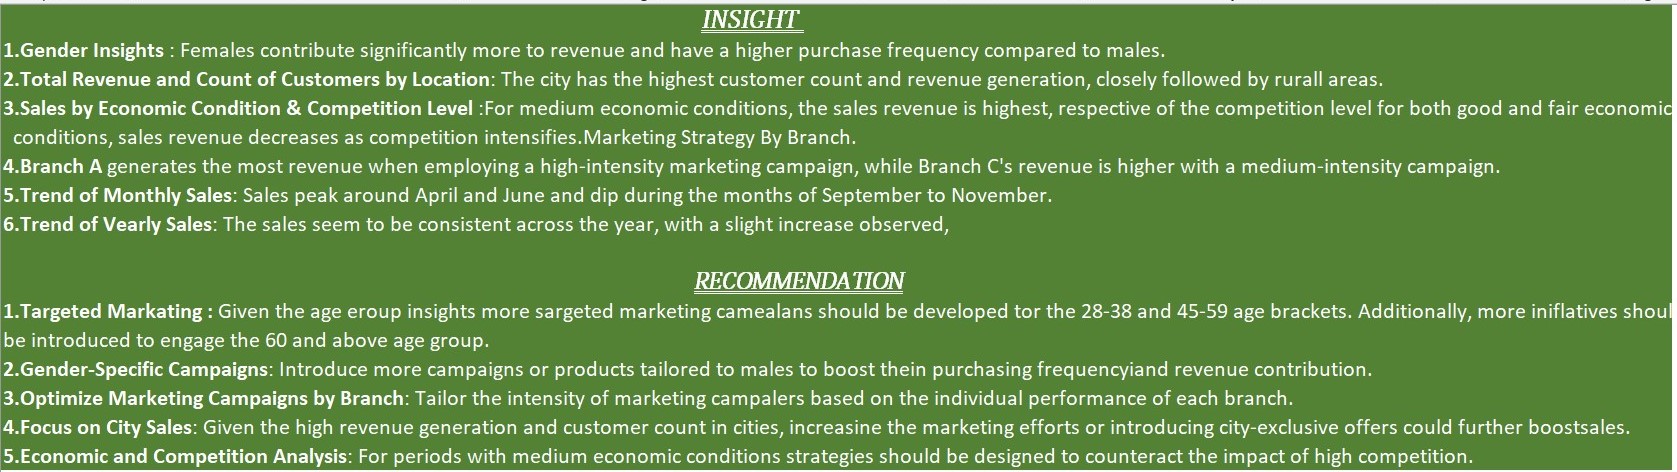 INSIGHT
1.Gender Insights : Females contribute significantly more to revenue and have a higher purchase frequency compared to males.
2.Total Revenue and Count of Customers by Location: The city has the highest customer count and revenue generation, closely followed by rurall areas.
3.Sales by Economic Condition & Competition Level :For medium economic conditions, the sales revenue is highest, respective of the competition level for both good and fair economic
conditions, sales revenue decreases as competition intensifies.Marketing Strategy By Branch.
4.Branch A generates the most revenue when employing a high-intensity marketing campaign, while Branch C's revenue is higher with a medium-intensity campaign.
5.Trend of Monthly Sales: Sales peak around April and June and dip during the months of September to November.
6.Trend of Vearly Sales: The sales seem to be consistent across the year, with a slight increase observed,
RECOMMENDATION
1.Targeted Markating : Given the age eroup insights more sargeted marketing camealans should be developed tor the 28-38 and 45-59 age brackets. Additionally, more iniflatives shoul
be introduced to engage the 60 and above age group.
2.Gender-Specific Campaigns: Introduce more campaigns or products tailored to males to boost thein purchasing frequencyiand revenue contribution.
3.Optimize Marketing Campaigns by Branch: Tailor the intensity of marketing campalers based on the individual performance of each branch.
4.Focus on City Sales: Given the high revenue generation and customer count in cities, increasine the marketing efforts or introducing city-exclusive offers could further boostsales.
5.Economic and Competition Analysis: For periods with medium economic conditions strategies should be designed to counteract the impact of high competition.